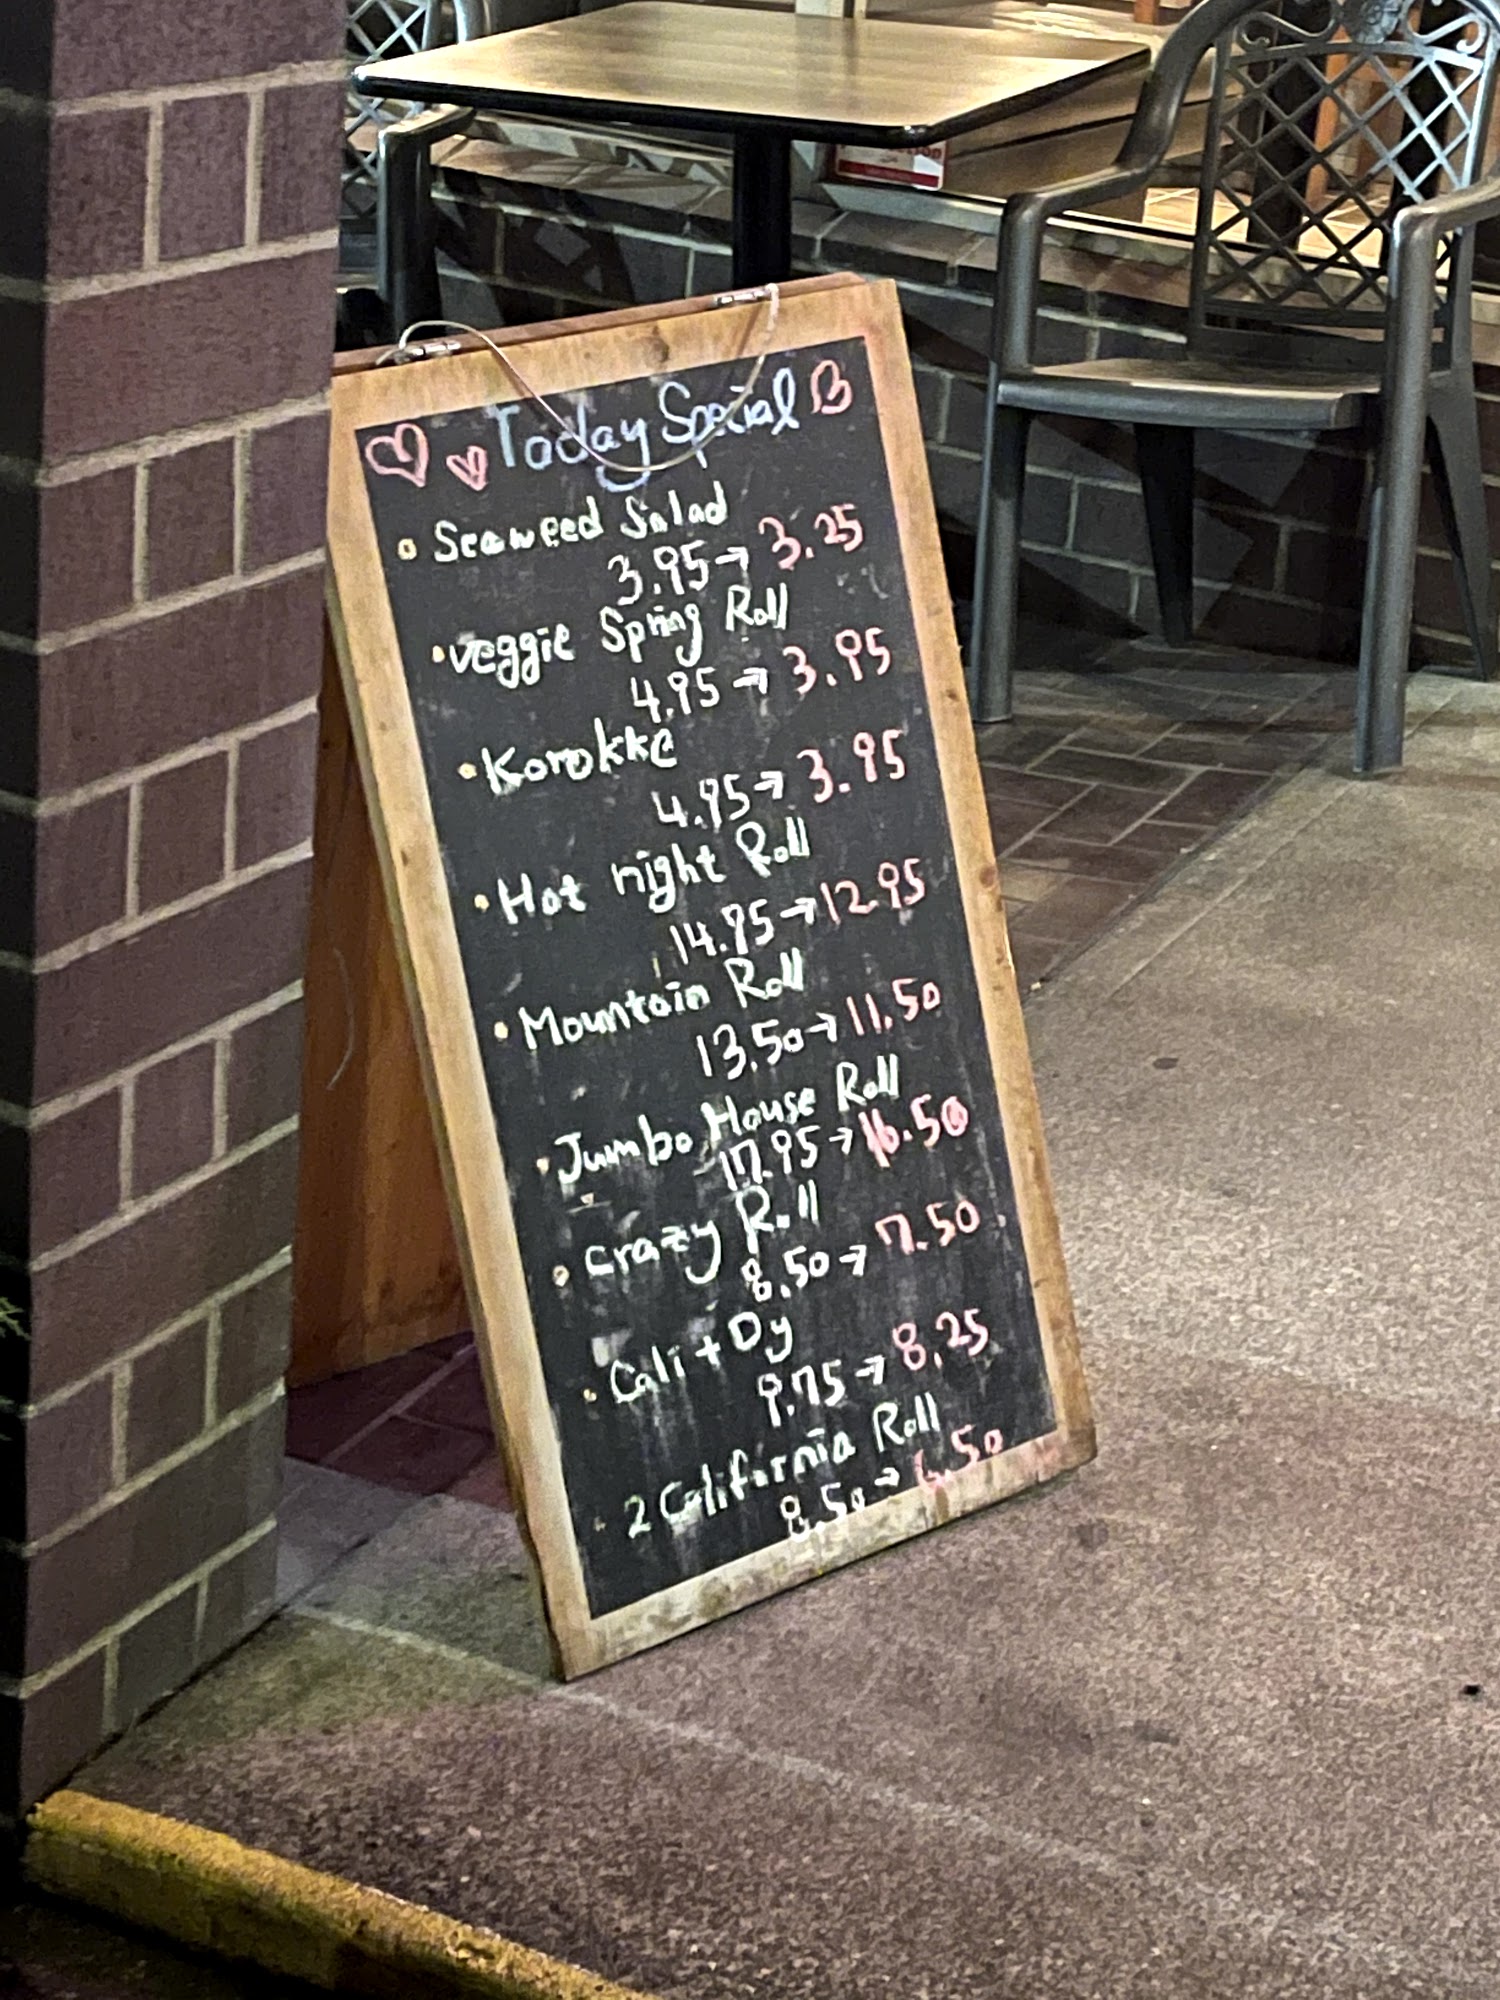 Today Special
Seaweed Salad
3.95→3.25
veggie Spring Roll
4.95→3.95
Korokke
4.95→3.95
Hot night Roll
14.95→12.95
Mountain Roll
13.50→11.50
Jumbo House Roll
17.95→16.50
Crazy Roll
8.50→7.50
Cali+Dy
9.75→8.25
2 California Roll
8.50→6.50